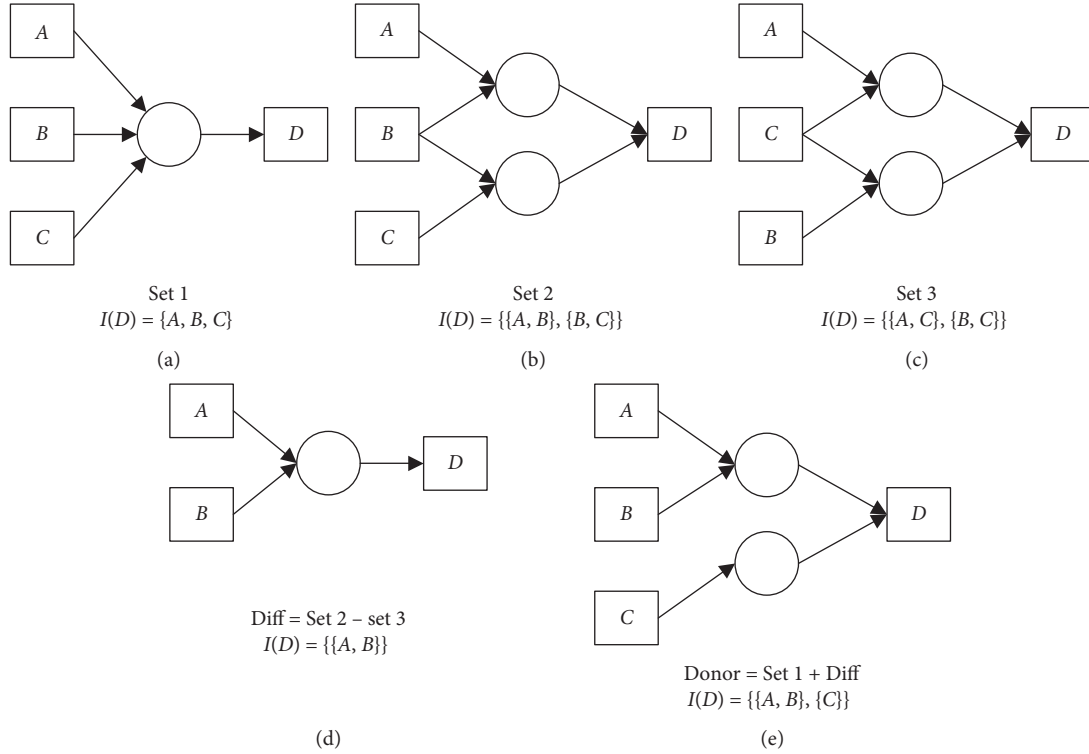 A
B
C
D
Set 1
I(D) = {A, B, C}
(a)
A
B
C
D
Set 2
I(D) = {{A, B}, {B, C}}
(b)
A
C
B
D
Set 3
I(D) = {{A, C}, {B, C}}
(c)
A
B
D
Diff = Set 2 – set 3
I(D) = {{A, B}}
(d)
A
B
C
D
Donor = Set 1 + Diff
I(D) = {{A, B}, {C}}
(e)